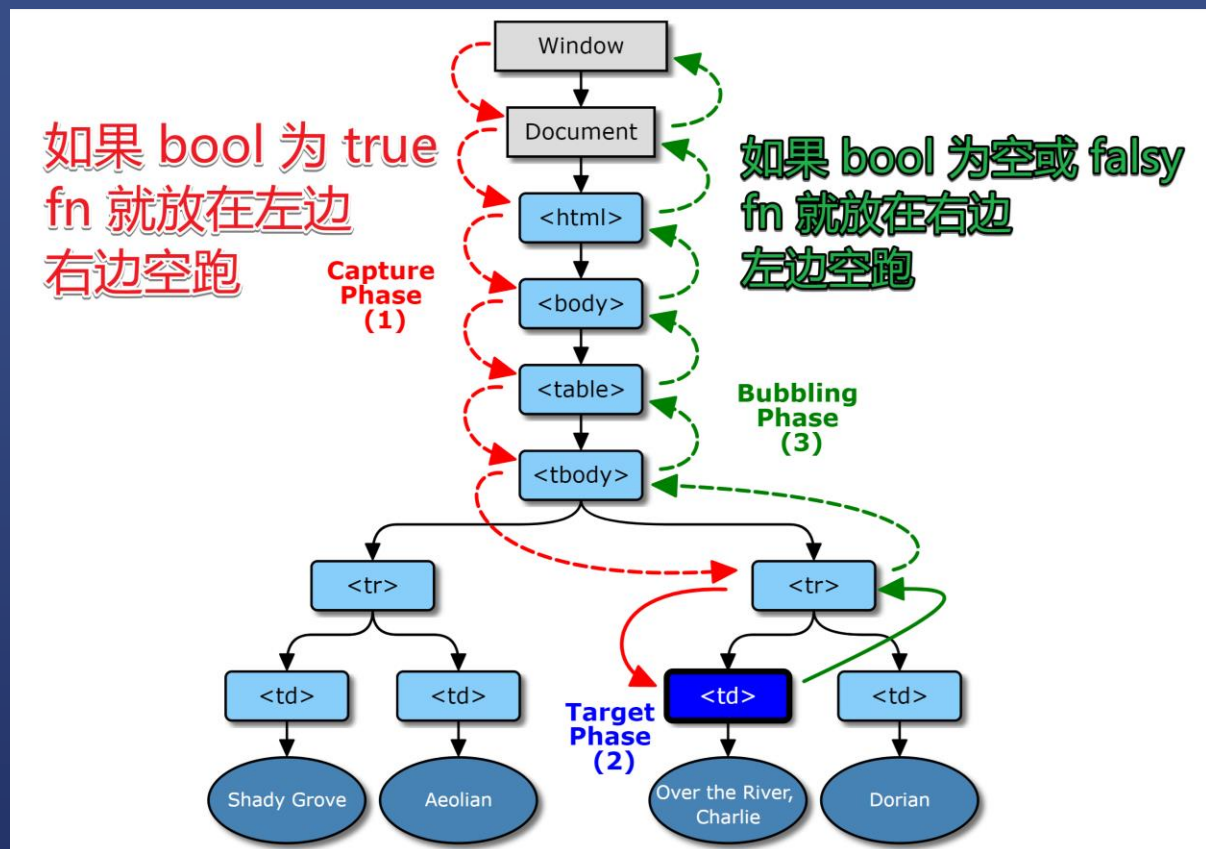 Window
Document
如果 bool 为 true
fn 就放在左边
右边空跑
如果 bool 为空或 falsy
fn 就放在右边
左边空跑
<html>
Capture
Phase
(1)
<body>
<table>
Bubbling
Phase
(3)
<tbody>
<tr>
<tr>
<td>
<td>
Target
Phase
(2)
<td>
<td>
Shady Grove
Aeolian
Over the River,
Charlie
Dorian